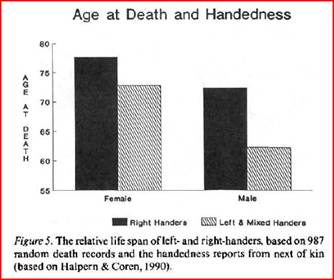 Age at Death and Handedness
80
75
70
65
60
55
AGE AT DEATH
Female Male
Right Handers Left & Mixed Handers
Figure 5. The relative life span of left- and right-handers, based on 987
random death records and the handedness reports from next of kin
(based on Halpern & Coren, 1990).